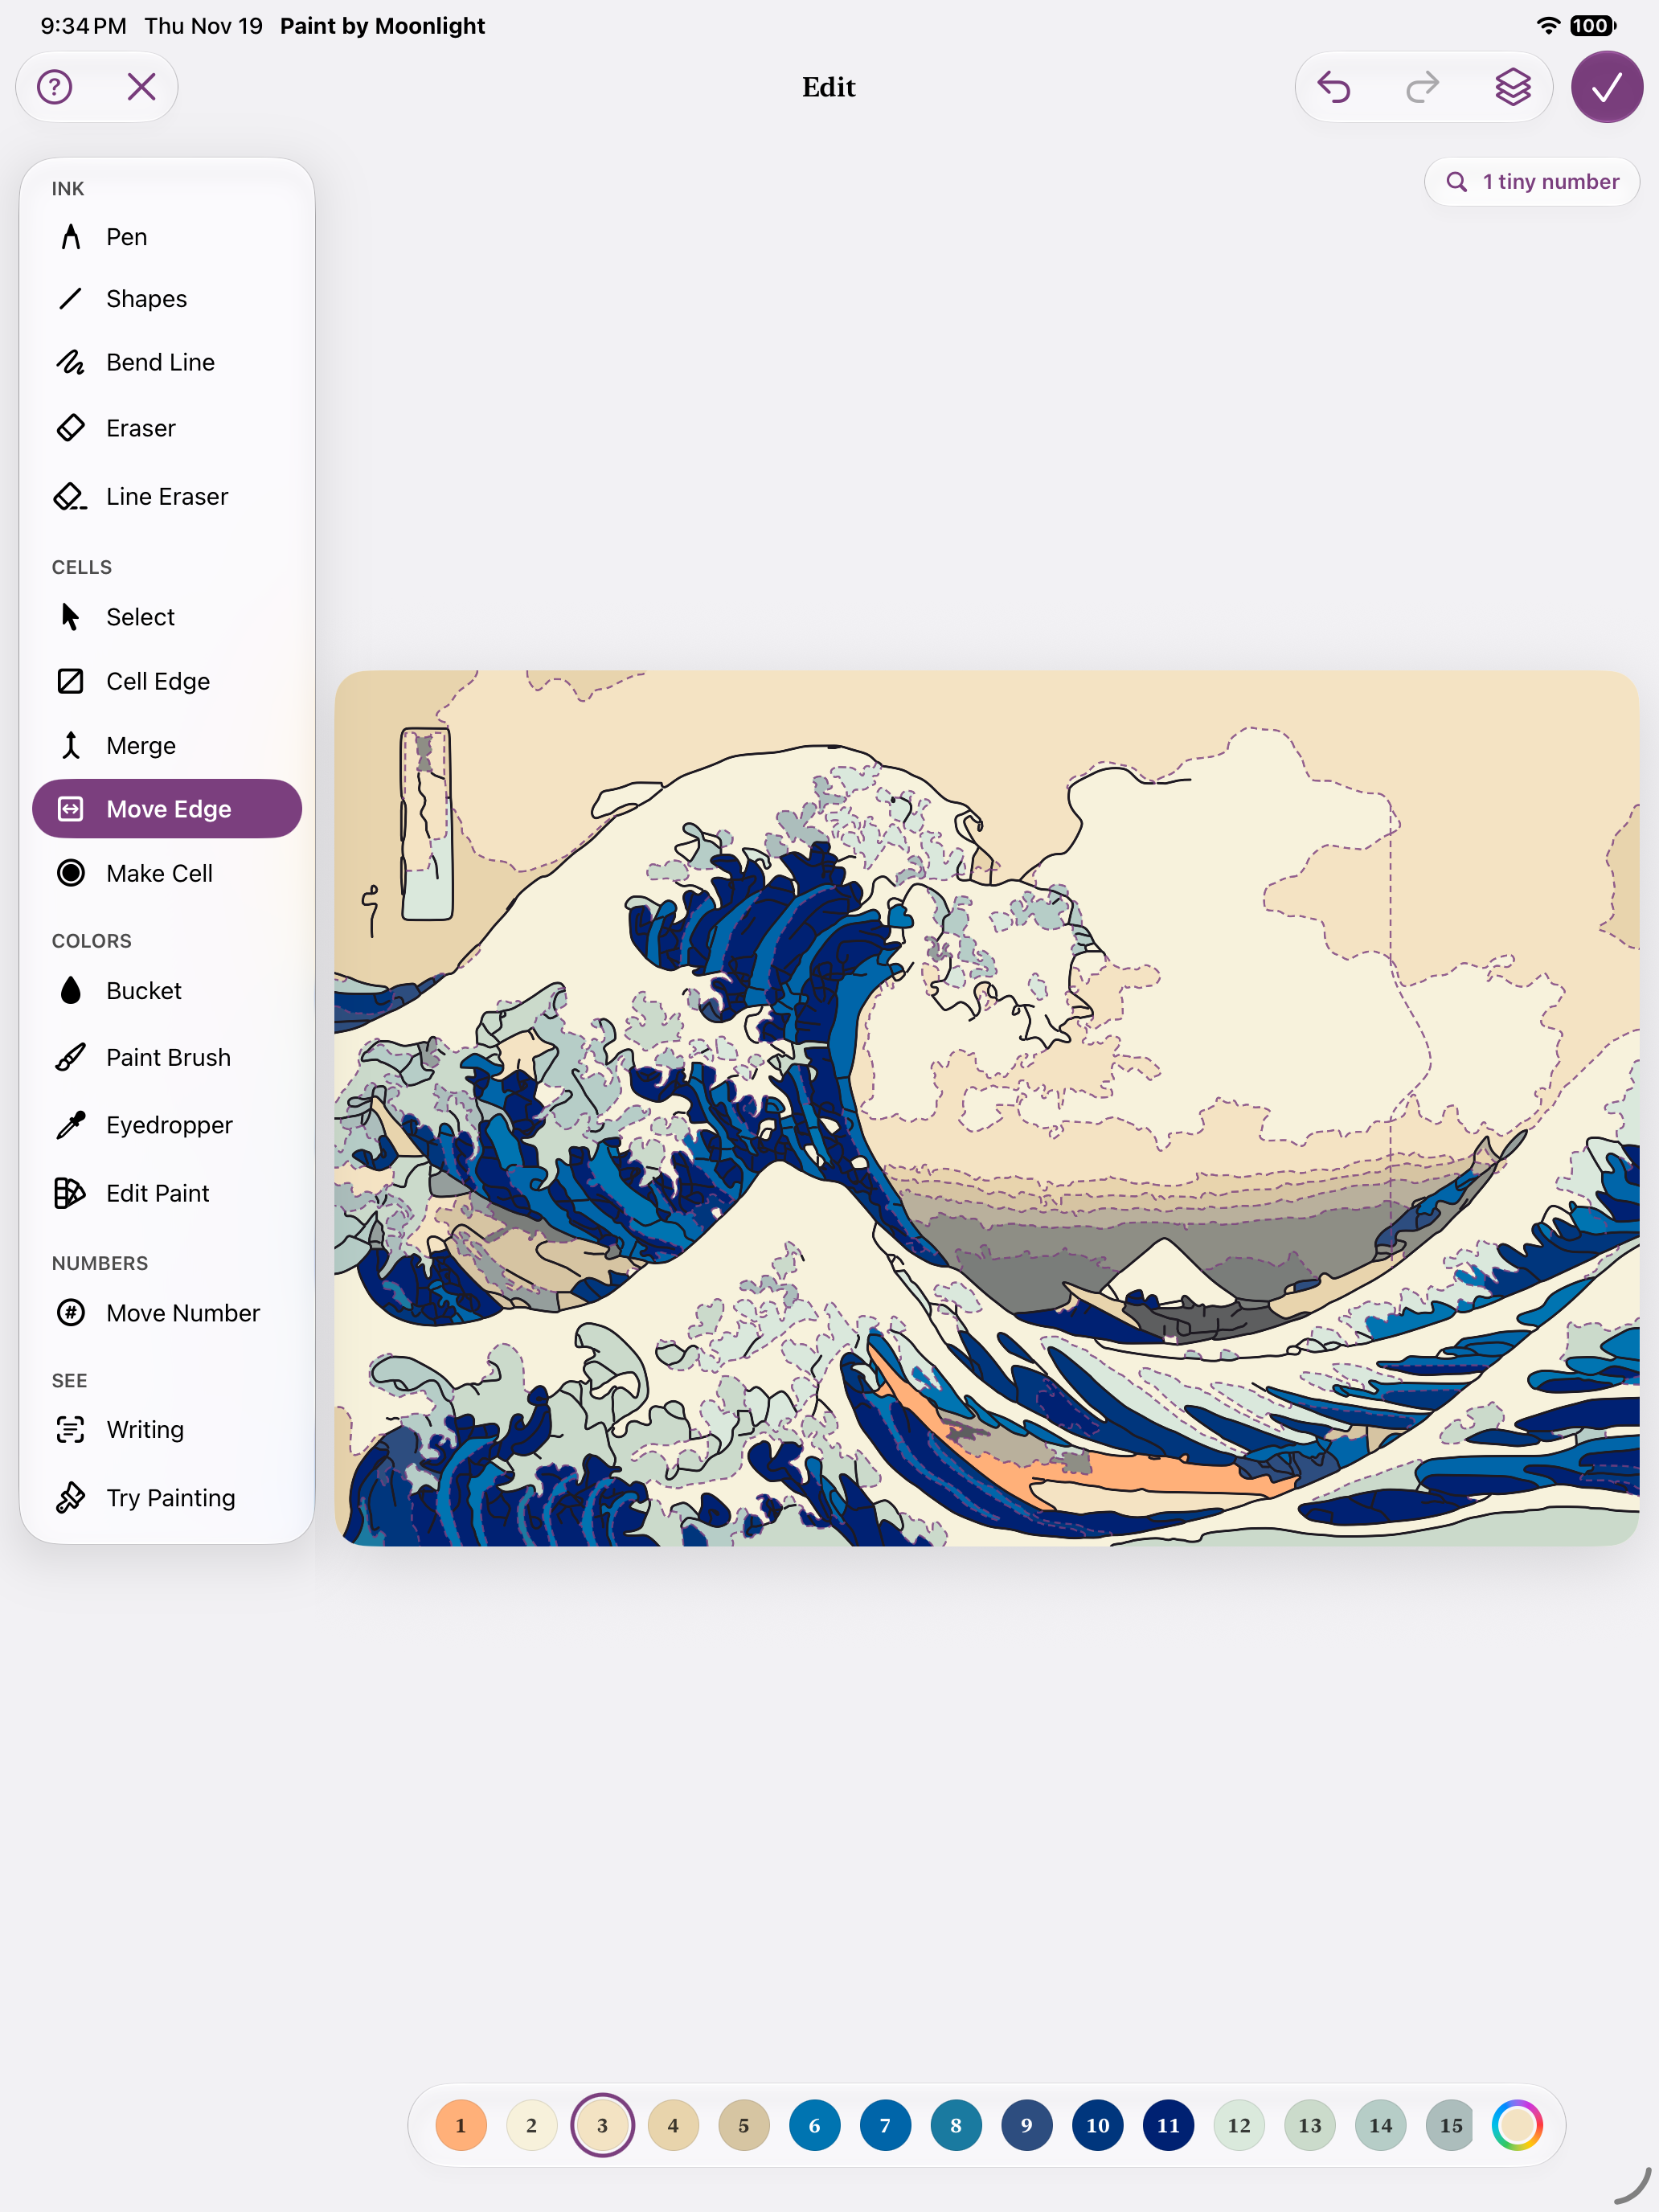 9:34 PM Thu Nov 19 Paint by Moonlight
100
?
Edit
1 tiny number
INK
Pen
Shapes
Bend Line
Eraser
Line Eraser
CELLS
Select
Cell Edge
Merge
Move Edge
Make Cell
COLORS
Bucket
Paint Brush
Eyedropper
Edit Paint
NUMBERS
#
Move Number
SEE
Writing
Try Painting
1 2 3 4 5 6 7 8 9 10 11 12 13 14 15